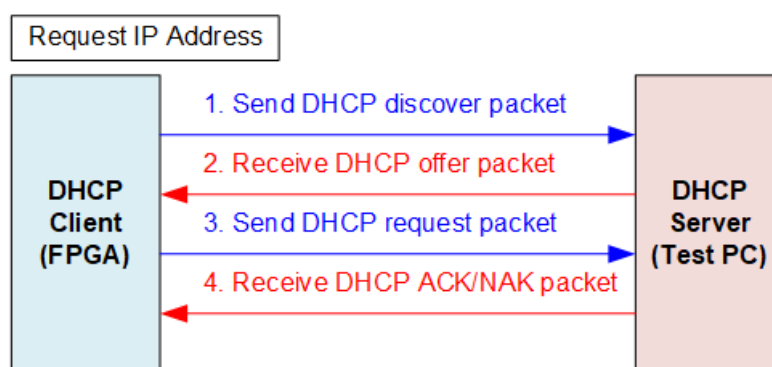 Request IP Address
1. Send DHCP discover packet
2. Receive DHCP offer packet
DHCP
Client
(FPGA)
3. Send DHCP request packet
DHCP
Server
(Test PC)
4. Receive DHCP ACK/NAK packet